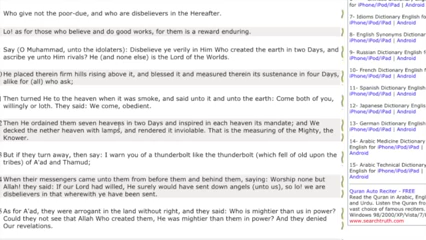 Who give not the poor-due, and who are disbelievers in the Hereafter.
Lo! as for those who believe and do good works, for them is a reward enduring.
Say (O Muhammad, unto the idolaters): Disbelieve ye verily in Him Who created the earth in two Days, and
ascribe ye unto Him rivals? He (and none else) is the Lord of the Worlds.
He placed therein firm hills rising above it, and blessed it and measured therein its sustenance in four Days,
alike for (all) who ask;
Then turned He to the heaven when it was smoke, and said unto it and unto the earth: Come both of you,
willingly or loth. They said: We come, obedient.
Then He ordained them seven heavens in two Days and inspired in each heaven its mandate; and We
decked the nether heaven with lamps, and rendered it inviolable. That is the measuring of the Mighty, the
Knower.
But if they turn away, then say: I warn you of a thunderbolt like the thunderbolt (which fell of old upon the
tribes) of A'ad and Thamud;
When their messengers came unto them from before them and behind them, saying: Worship none but
Allah! they said: If our Lord had willed, He surely would have sent down angels (unto us), so lo! we are
disbelievers in that wherewith ye have been sent.
As for A'ad, they were arrogant in the land without right, and they said: Who is mightier than us in power?
Could they not see that Allah Who created them, He was mightier than them in power? And they denied
Our revelations.
for iPhone/iPod/iPad | Android
7- Idioms Dictionary English for
iPhone/iPod/iPad | Android
8- English Synonyms Dictionary
iPhone/iPod/iPad | Android
9- Russian Dictionary English for
iPhone/iPod/iPad | Android
10- French Dictionary English for
iPhone/iPod/iPad | Android
11- Spanish Dictionary English
iPhone/iPod/iPad | Android
12- Japanese Dictionary English
iPhone/iPod/iPad | Android
13- German Dictionary English
iPhone/iPod/iPad | Android
14- Arabic Medicine Dictionary
iPhone/iPod/iPad | Android
15- Arabic Technical Dictionary
English for iPhone/iPod/iPad |
Android
Quran Auto Reciter - FREE
Read the Quran in Arabic, English
and Urdu. Listen the Quran from
vast choice of famous reciters.
Windows 98/2000/XP/Vista/7/
www.searchtruth.com